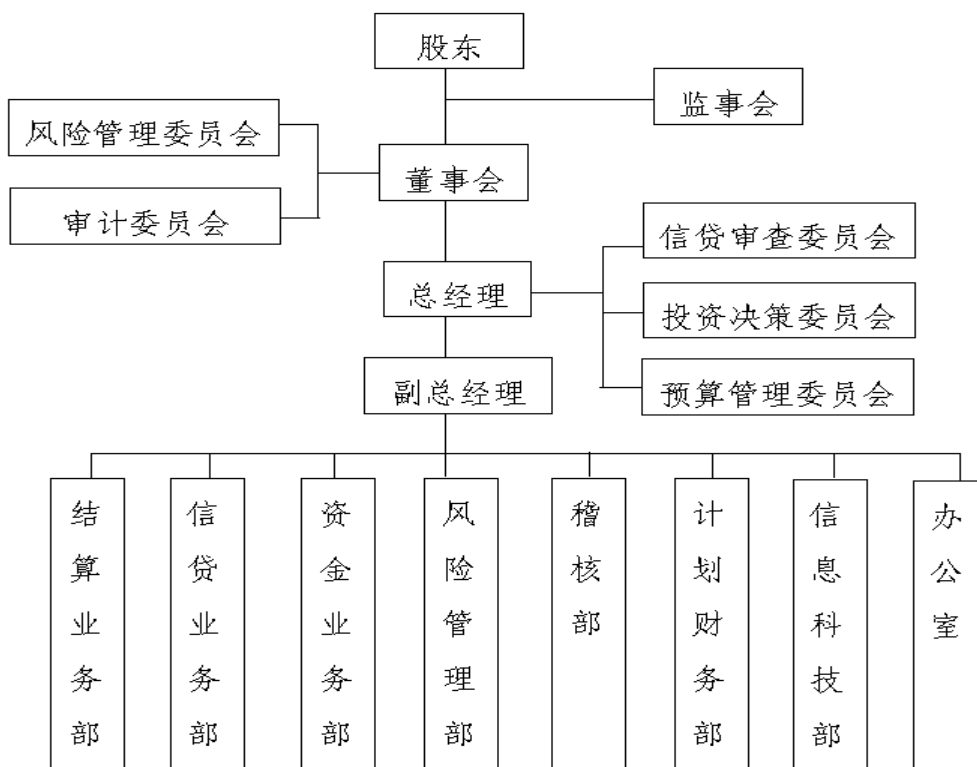 股东
监事会
风险管理委员会
董事会
审计委员会
信贷审查委员会
总经理
投资决策委员会
副总经理
预算管理委员会
结算业务部
信贷业务部
资金业务部
风险管理部
稽核部
计划财务部
信息科技部
办公室